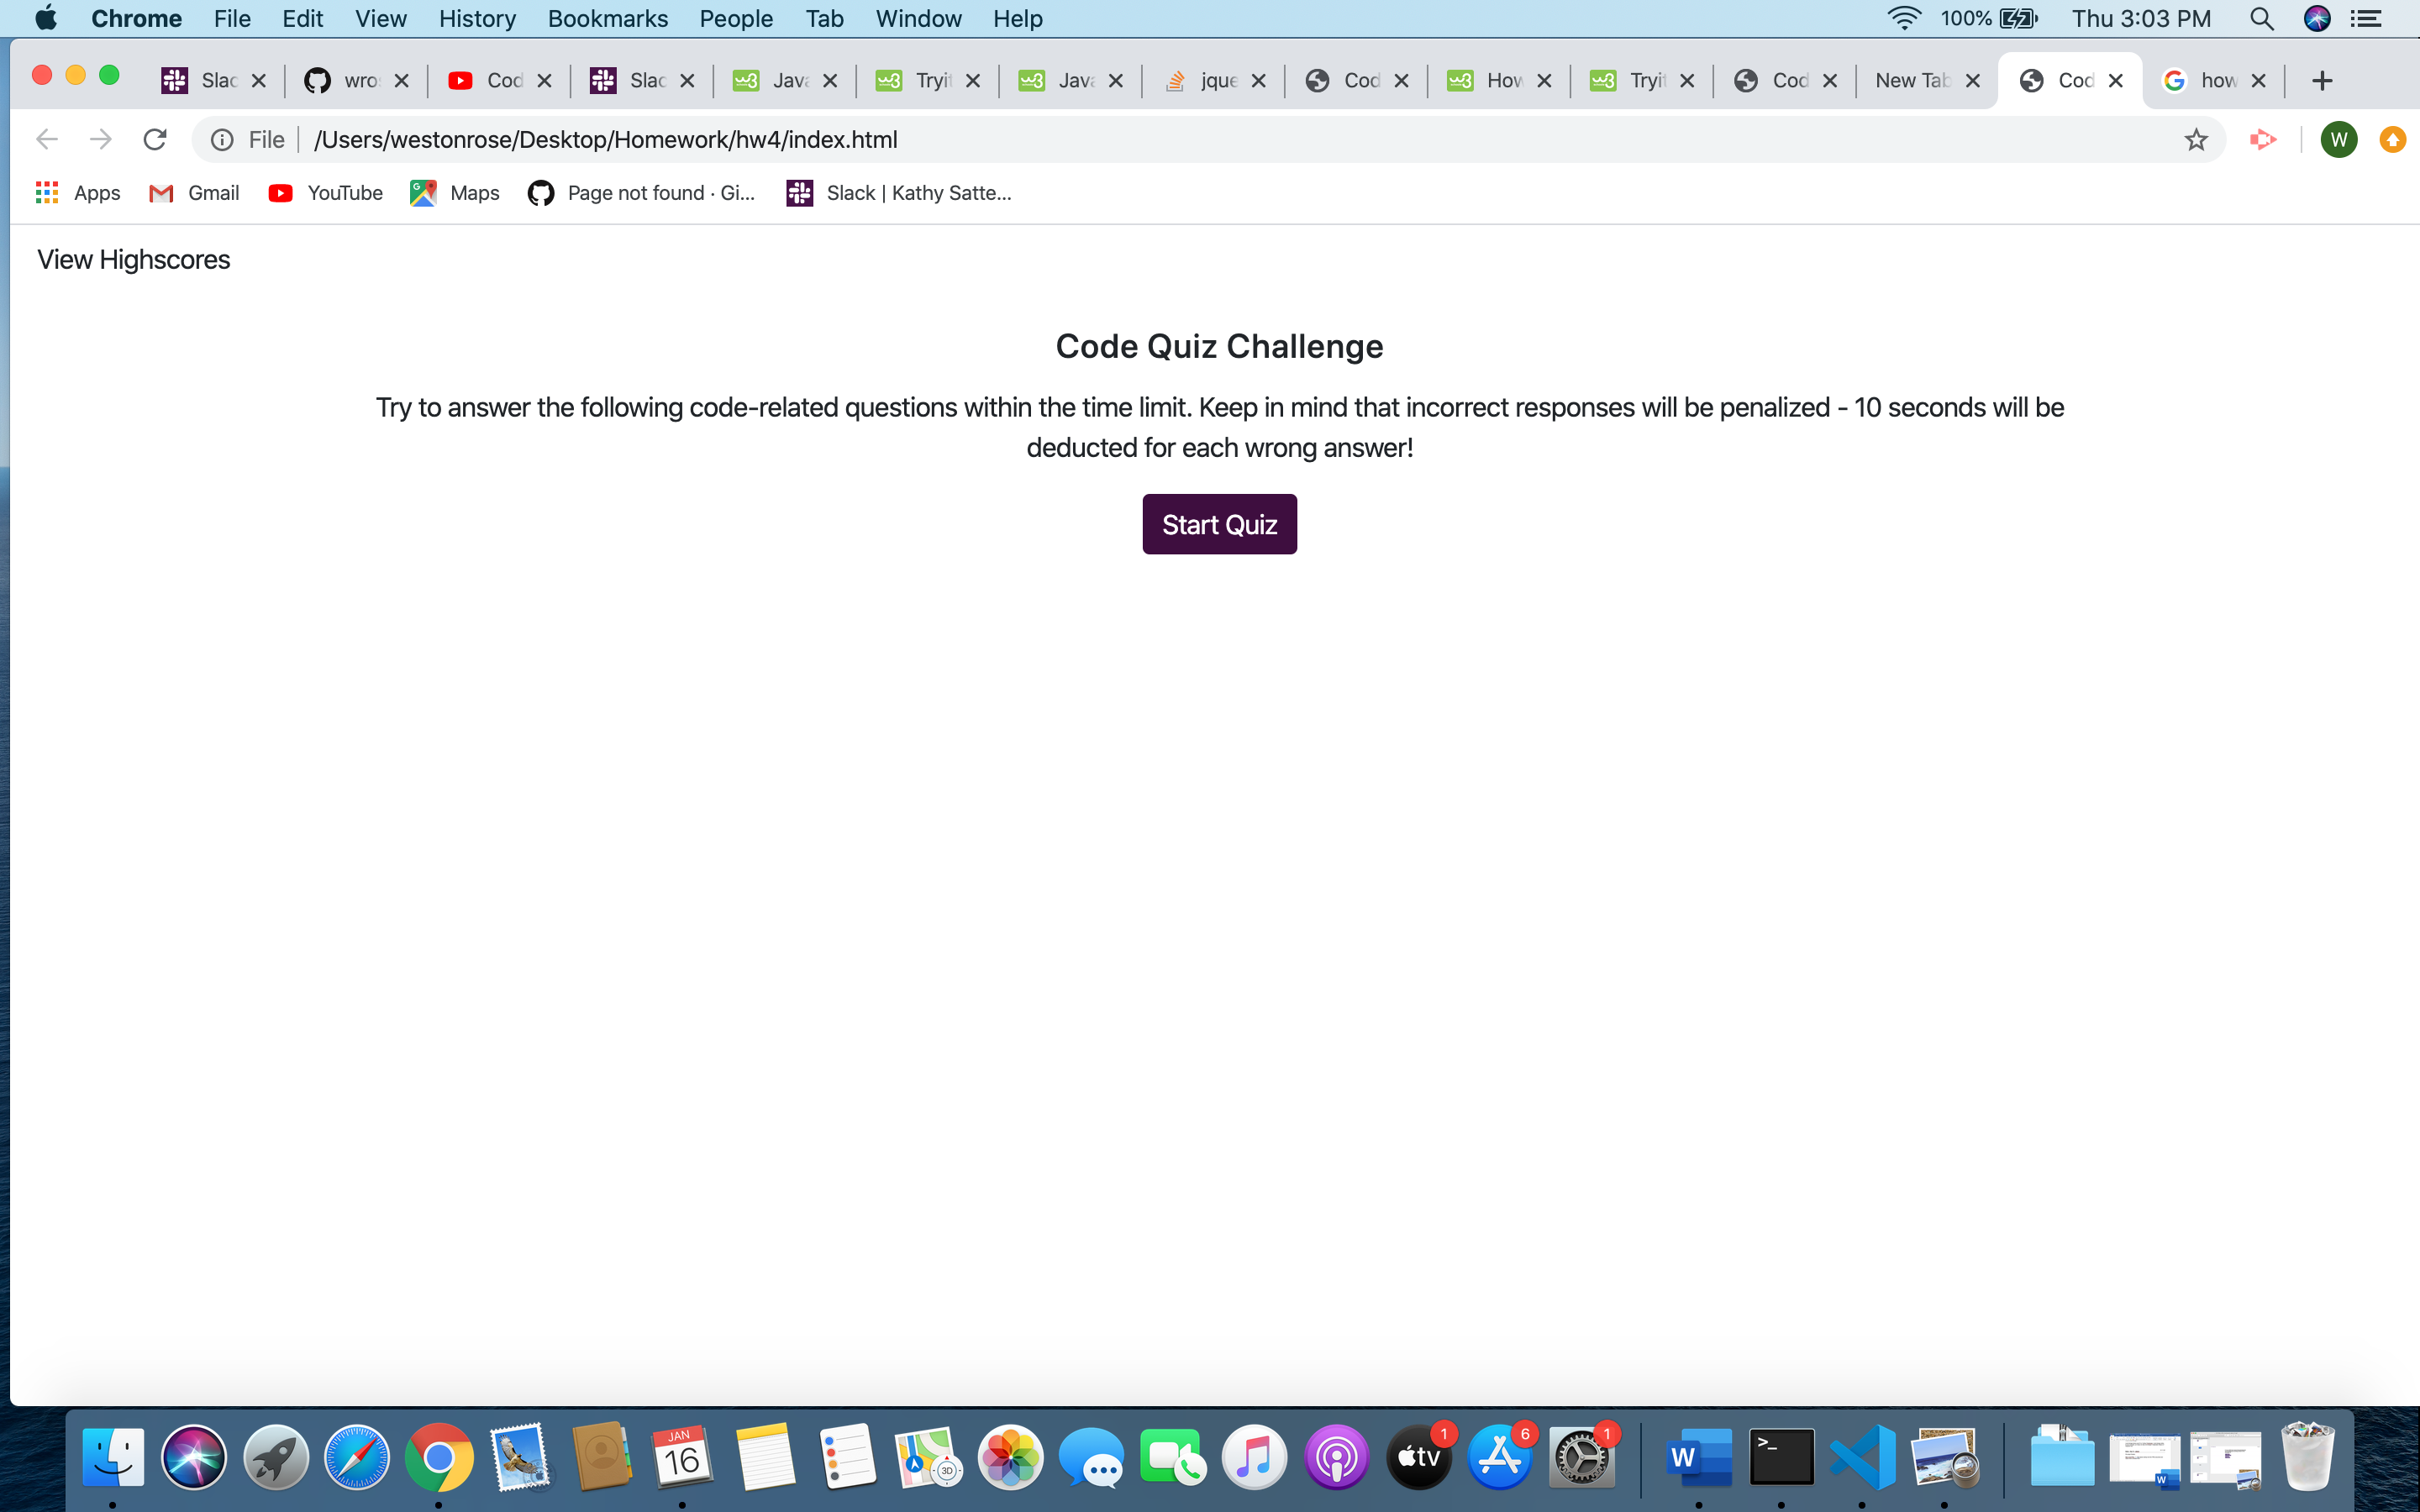 Chrome File Edit View History Bookmarks People Tab Window Help 100% Thu 3:03 PM
Slac wro Cod Slac Java Tryit Java jque Cod How Tryit Cod New Tab Cod how
File /Users/westonrose/Desktop/Homework/hw4/index.html W
Apps Gmail YouTube Maps Page not found · Gi... Slack | Kathy Satte...
View Highscores
Code Quiz Challenge
Try to answer the following code-related questions within the time limit. Keep in mind that incorrect responses will be penalized - 10 seconds will be
deducted for each wrong answer!
Start Quiz
JAN
16
3D
tv
1
6
1
W
>_
W